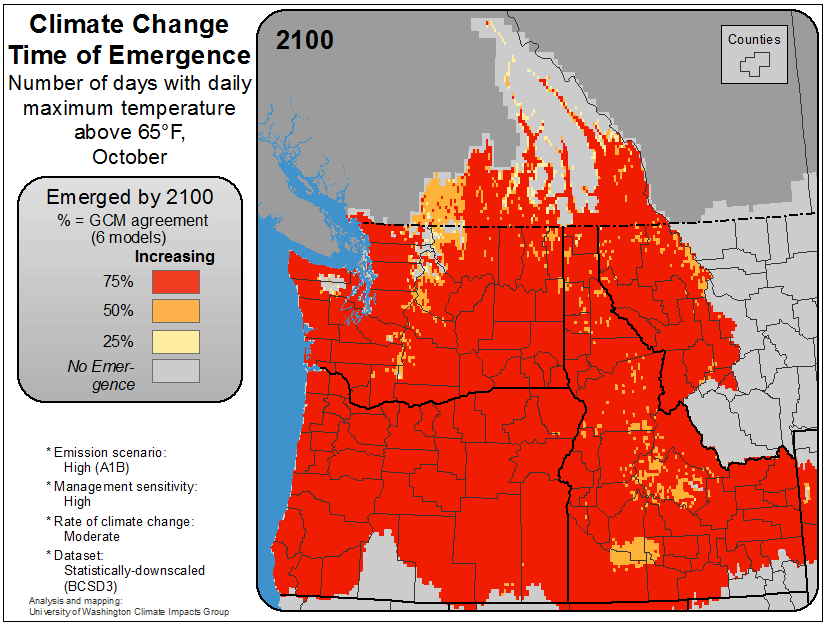 Climate Change
Time of Emergence
Number of days with daily
maximum temperature
above 65°F,
October
Emerged by 2100
% = GCM agreement
(6 models)
Increasing
75%
50%
25%
No Emer-
gence
* Emission scenario:
High (A1B)
* Management sensitivity:
High
* Rate of climate change:
Moderate
* Dataset:
Statistically-downscaled
(BCSD3)
Analysis and mapping:
University of Washington Climate Impacts Group
2100
Counties